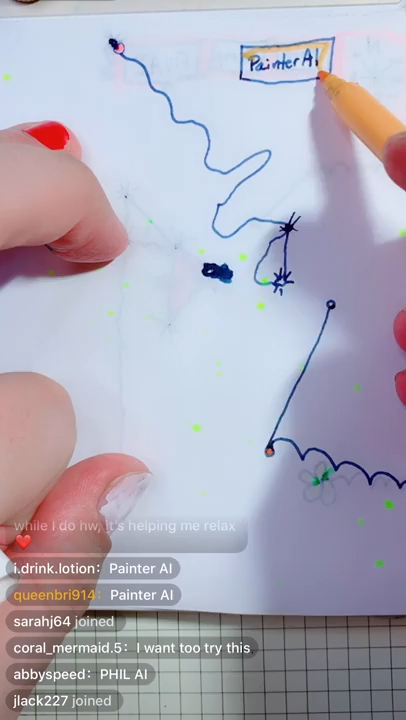 Painter AI
while I do hw, it's helping me relax
❤️
i.drink.lotion: Painter AI
queenbri914: Painter AI
sarahj64 joined
coral_mermaid.5: I want too try this
abbyspeed: PHIL AI
jlack227 joined